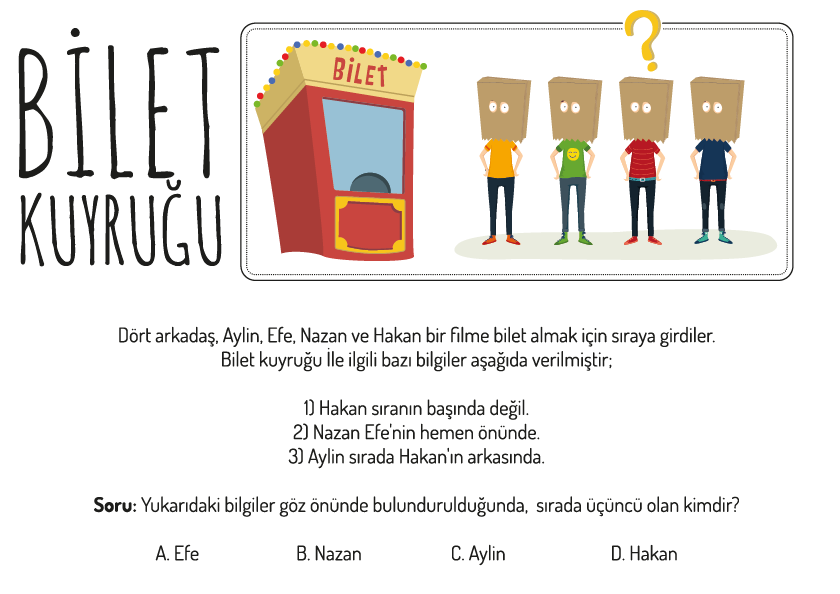 BİLET
KUYRUĞU
BİLET
?
Dört arkadaş, Aylin, Efe, Nazan ve Hakan bir filme bilet almak için sıraya girdiler.
Bilet kuyruğu İle ilgili bazı bilgiler aşağıda verilmiştir;
1) Hakan sıranın başında değil.
2) Nazan Efe'nin hemen önünde.
3) Aylin sırada Hakan'ın arkasında.
Soru: Yukarıdaki bilgiler göz önünde bulundurulduğunda, sırada üçüncü olan kimdir?
A. Efe B. Nazan C. Aylin D. Hakan